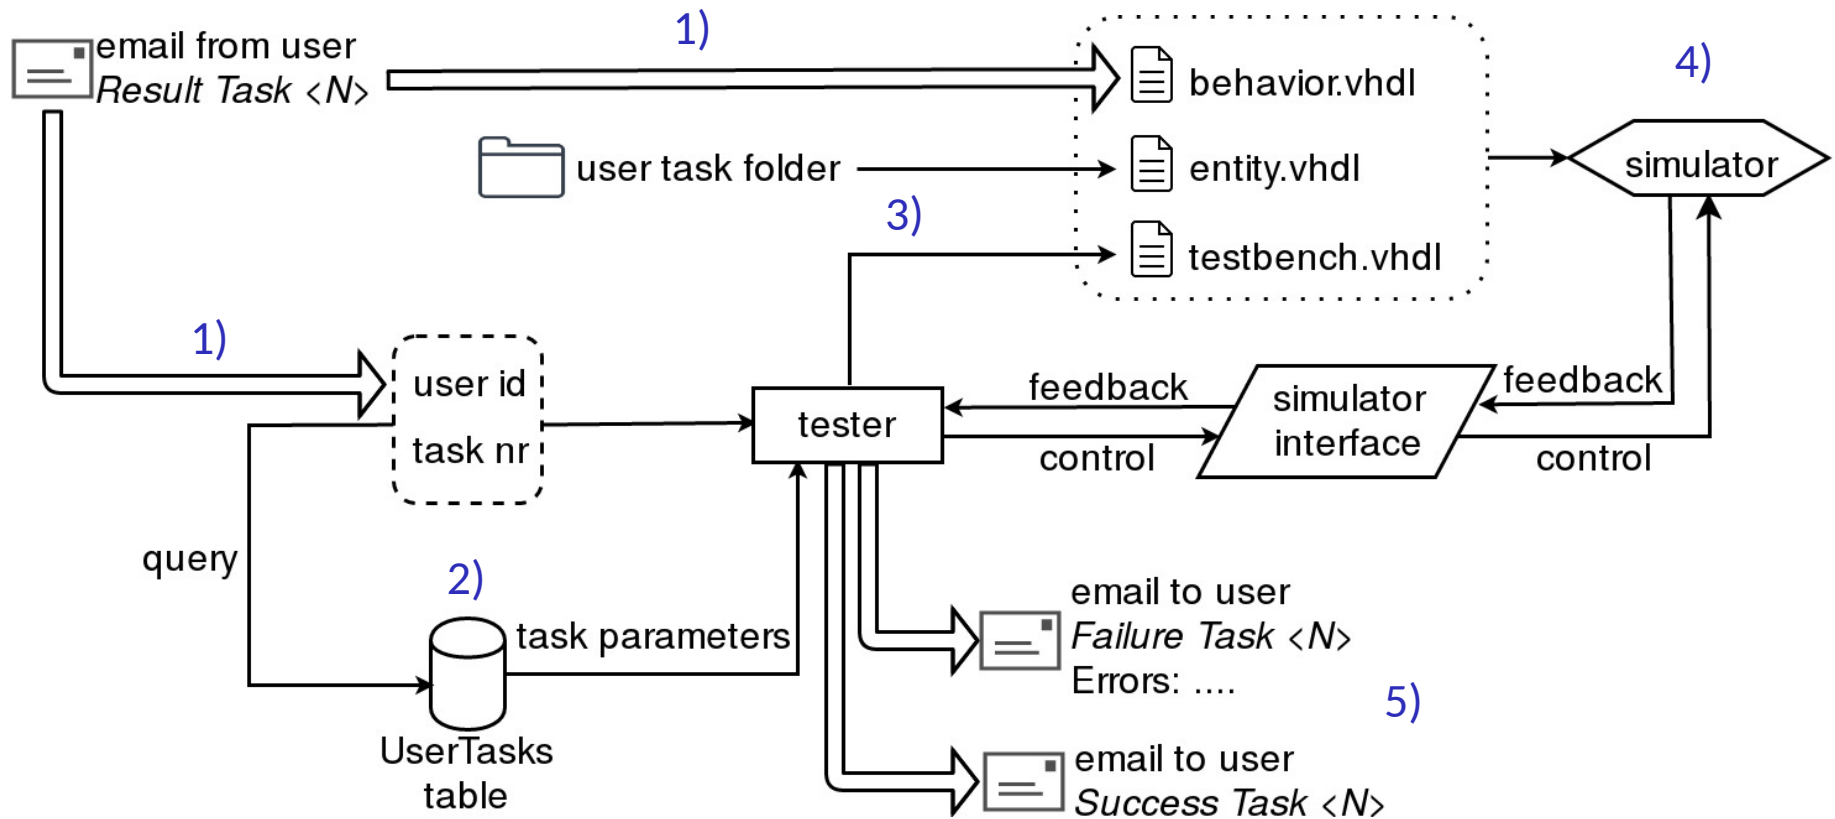 email from user
Result Task <N>
1)
behavior.vhdl
4)
user task folder
entity.vhdl
simulator
3)
testbench.vhdl
1)
user id
task nr
tester
feedback
control
simulator
interface
feedback
control
query
2)
task parameters
UserTasks
table
email to user
Failure Task <N>
Errors: ....
5)
email to user
Success Task <N>